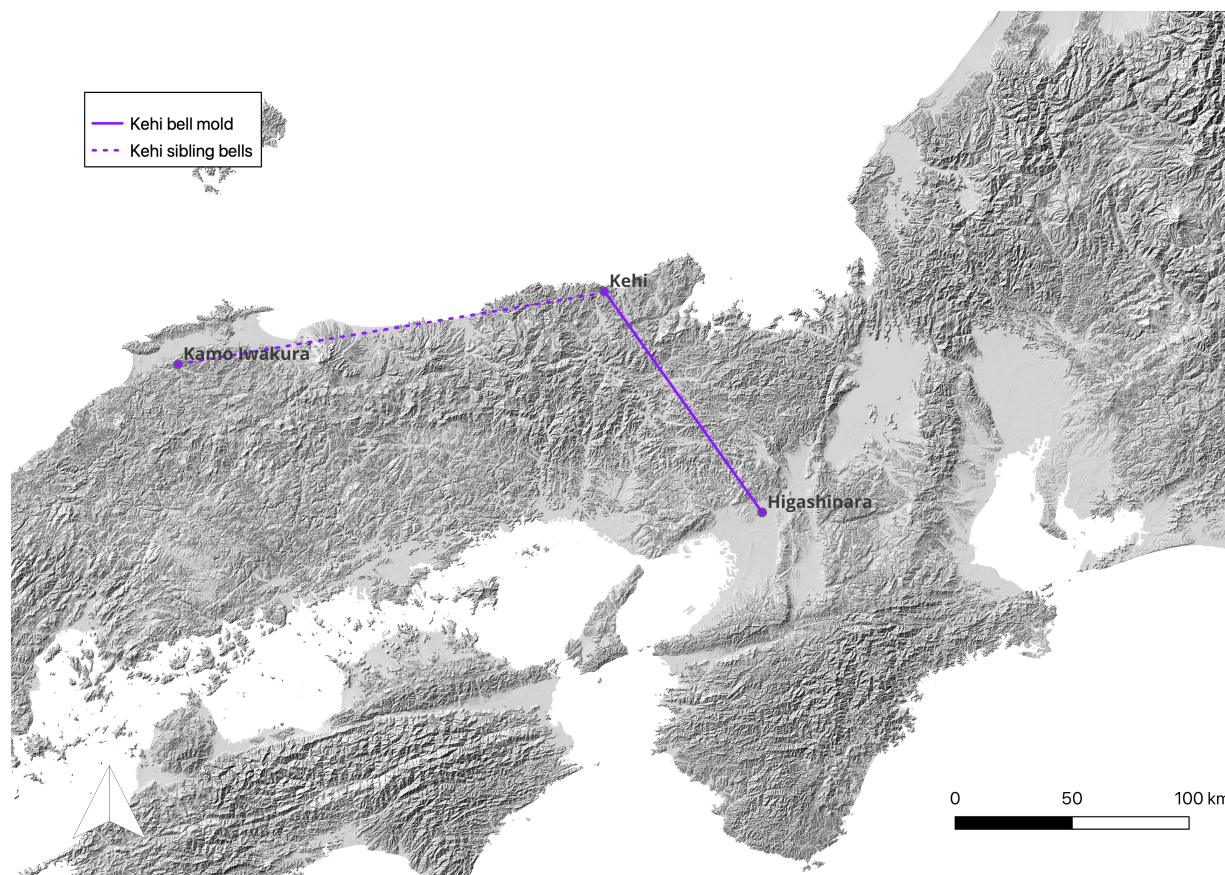 Kehi bell mold
Kehi sibling bells
Kehi
Kamo Iwakura
Higashinara
0 50 100 km